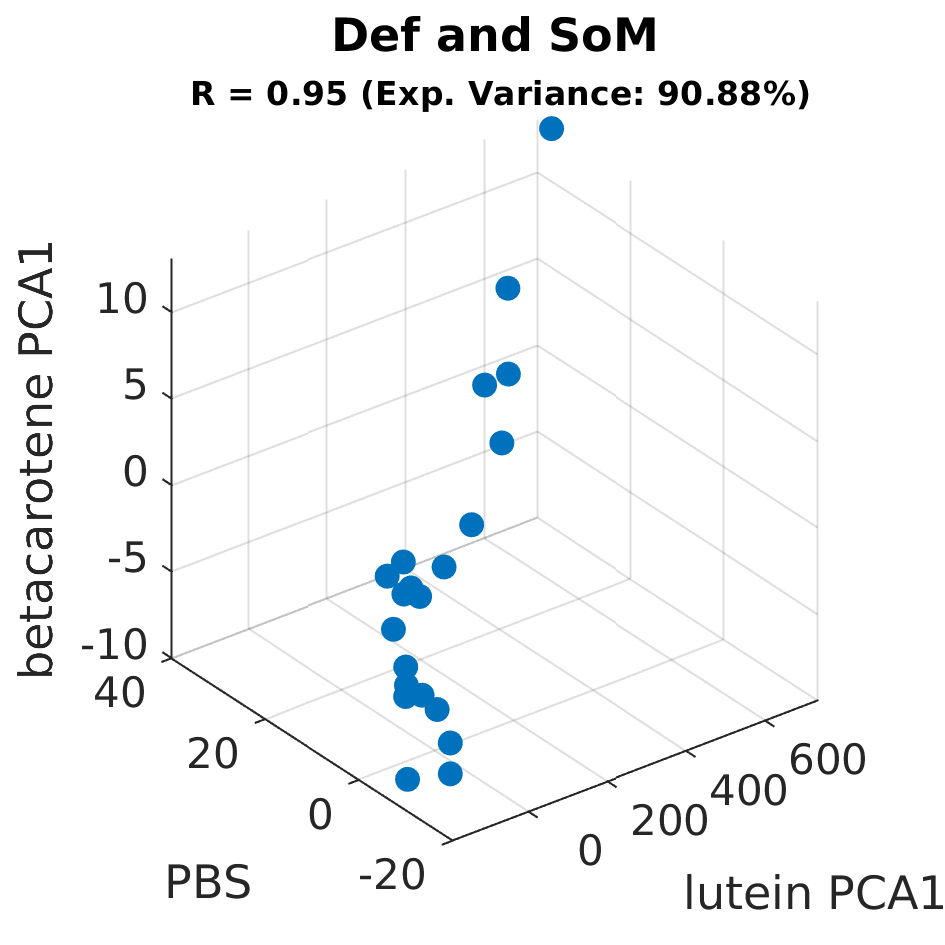 Def and SoM
R = 0.95 (Exp. Variance: 90.88%)
betacarotene PCA1
10
5
0
-5
-10
40
20
0
-20
PBS
0
200
400
600
lutein PCA1